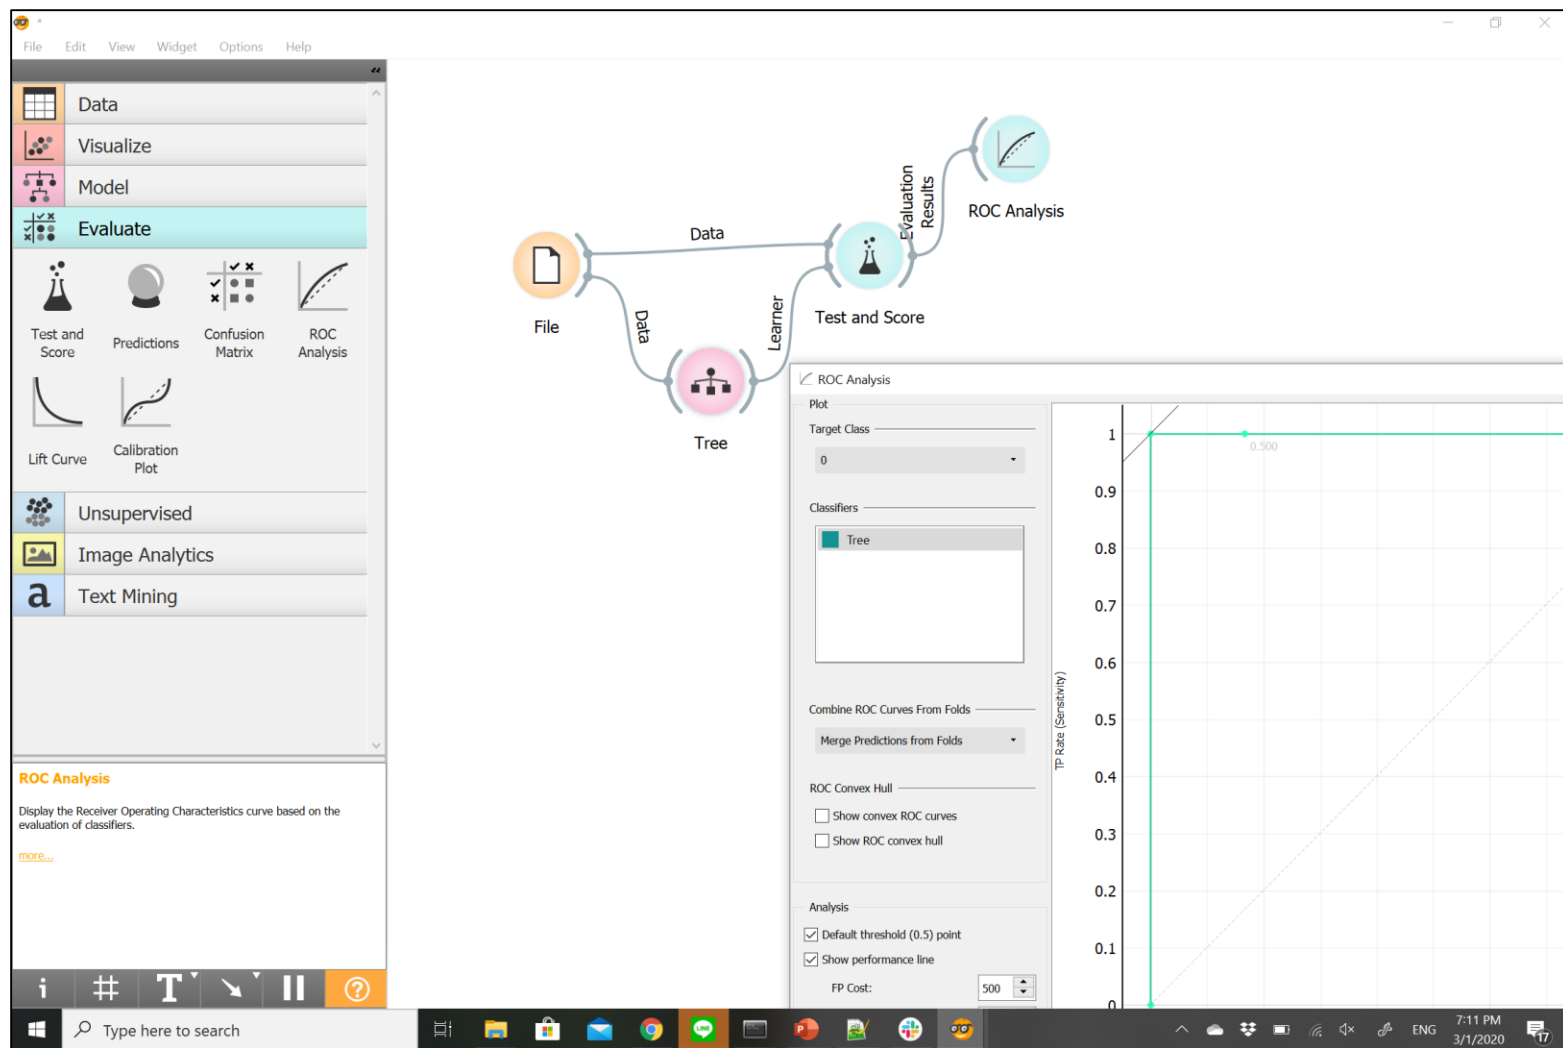 File Edit View Widget Options Help
Data
Visualize
Model
Evaluate
Test and Score
Predictions
Confusion Matrix
ROC Analysis
Lift Curve
Calibration Plot
Unsupervised
Image Analytics
a Text Mining
ROC Analysis
Display the Receiver Operating Characteristics curve based on the
evaluation of classifiers.
more...
File
Data
Data
Tree
Learner
Test and Score
Evaluation
Results
ROC Analysis
ROC Analysis
Plot
Target Class
0
Classifiers
Tree
Combine ROC Curves From Folds
Merge Predictions from Folds
ROC Convex Hull
Show convex ROC curves
Show ROC convex hull
Analysis
Default threshold (0.5) point
Show performance line
FP Cost: 500
TP Rate (Sensitivity)
1
0.9
0.8
0.7
0.6
0.5
0.4
0.3
0.2
0.1
0
0.500
Type here to search
LINE
ENG
7:11 PM
3/1/2020
17